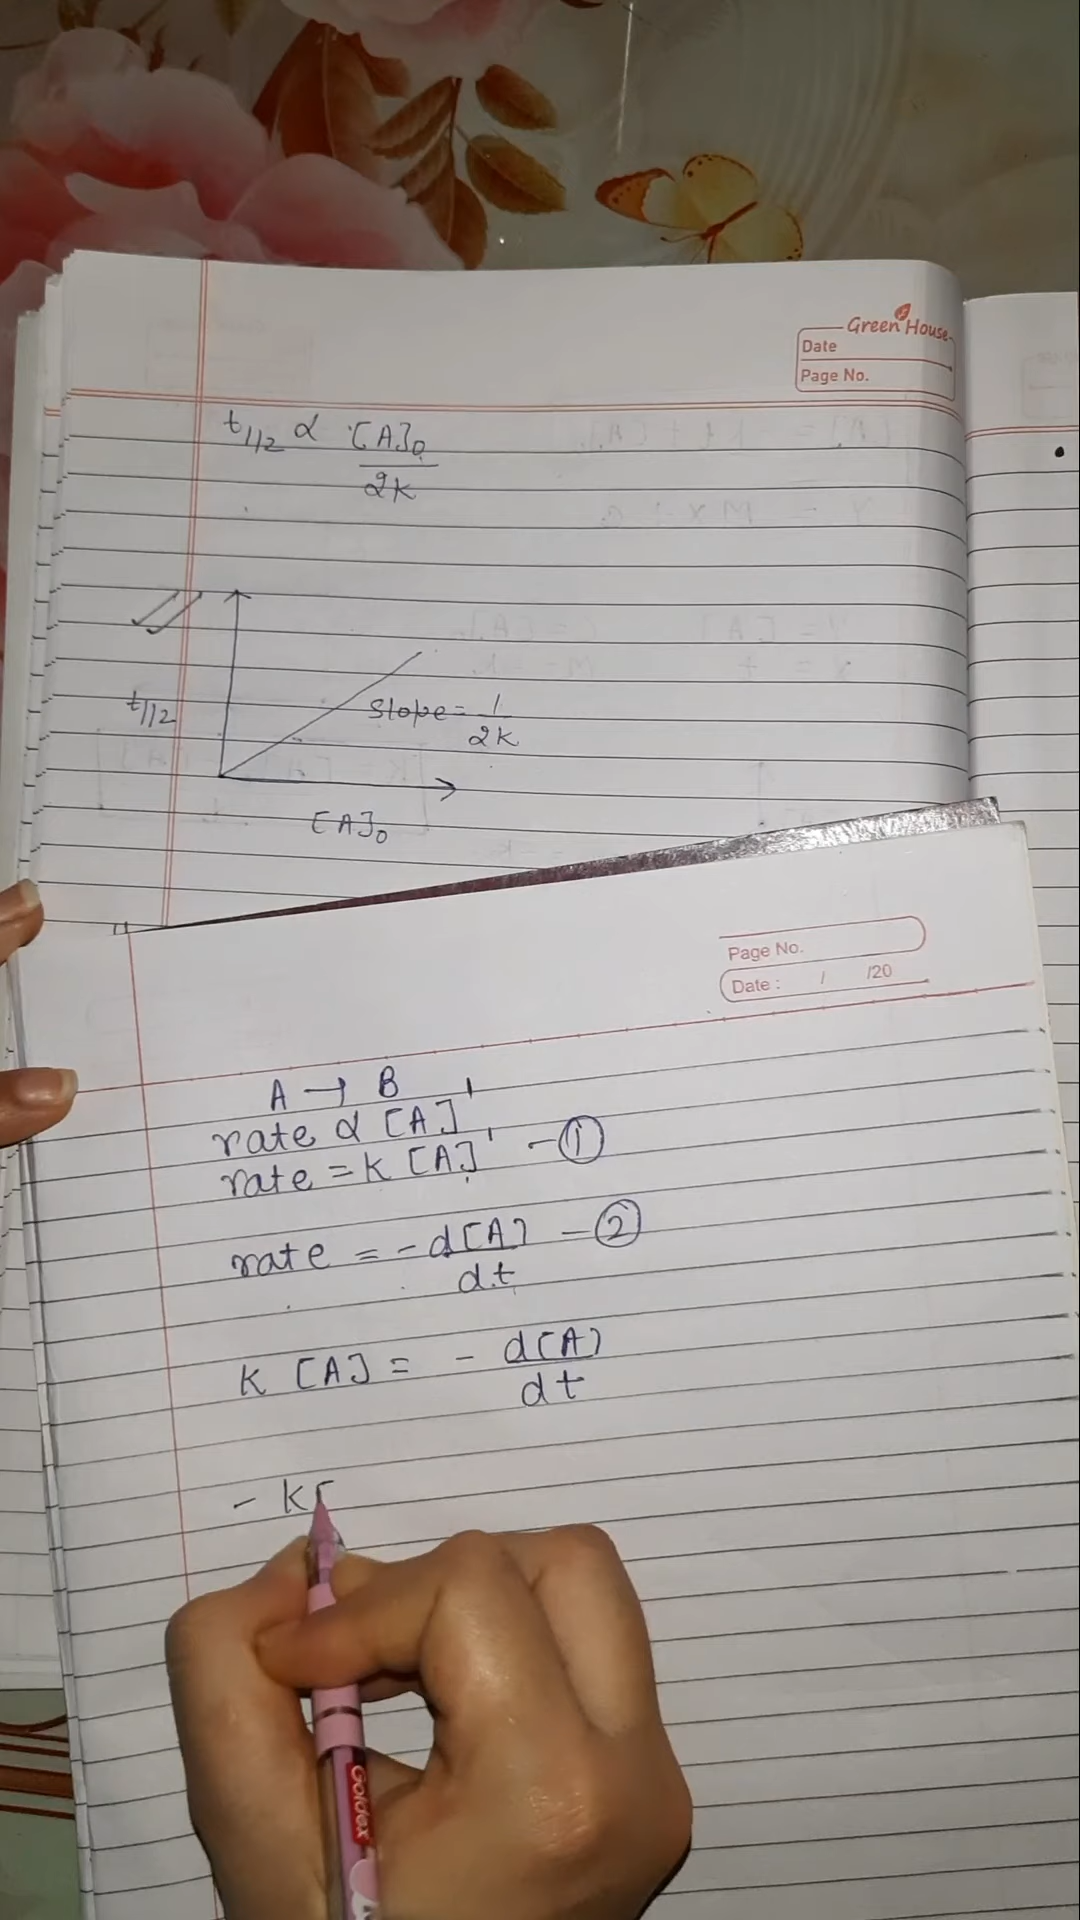 Green House
Date
Page No.
t1/2 α [A]0
2K
t1/2
Slope = 1
2K
[A]0
Page No.
Date : / /20
A → B
rate α [A]¹
rate = K [A]¹ - ①
rate = - d[A] - ②
dt
K [A] = - d[A]
dt
- K[
Goldex